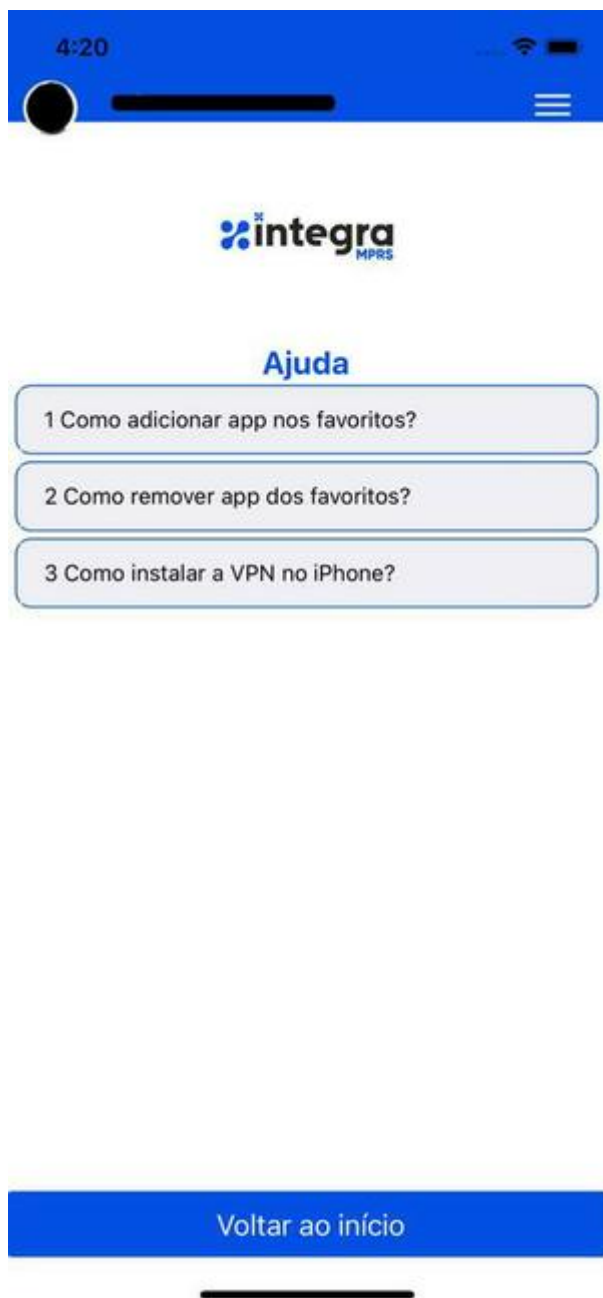 4:20
integra
MPRS
Ajuda
1 Como adicionar app nos favoritos?
2 Como remover app dos favoritos?
3 Como instalar a VPN no iPhone?
Voltar ao início